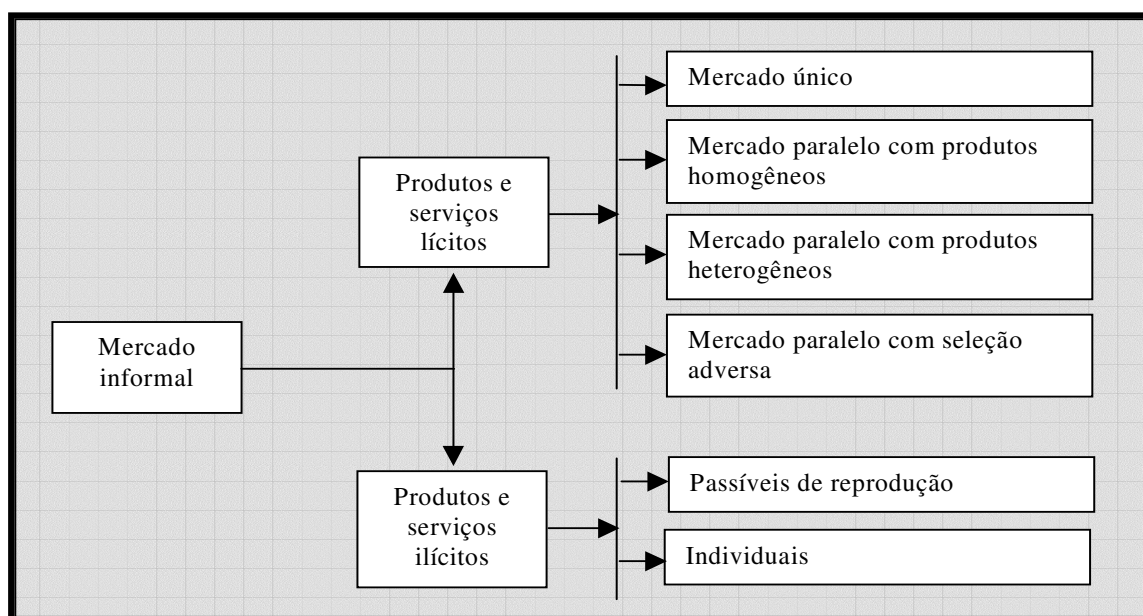 Mercado
informal
Produtos e
serviços
lícitos
Mercado único
Mercado paralelo com produtos
homogêneos
Mercado paralelo com produtos
heterogêneos
Mercado paralelo com seleção
adversa
Produtos e
serviços
ilícitos
Passíveis de reprodução
Individuais